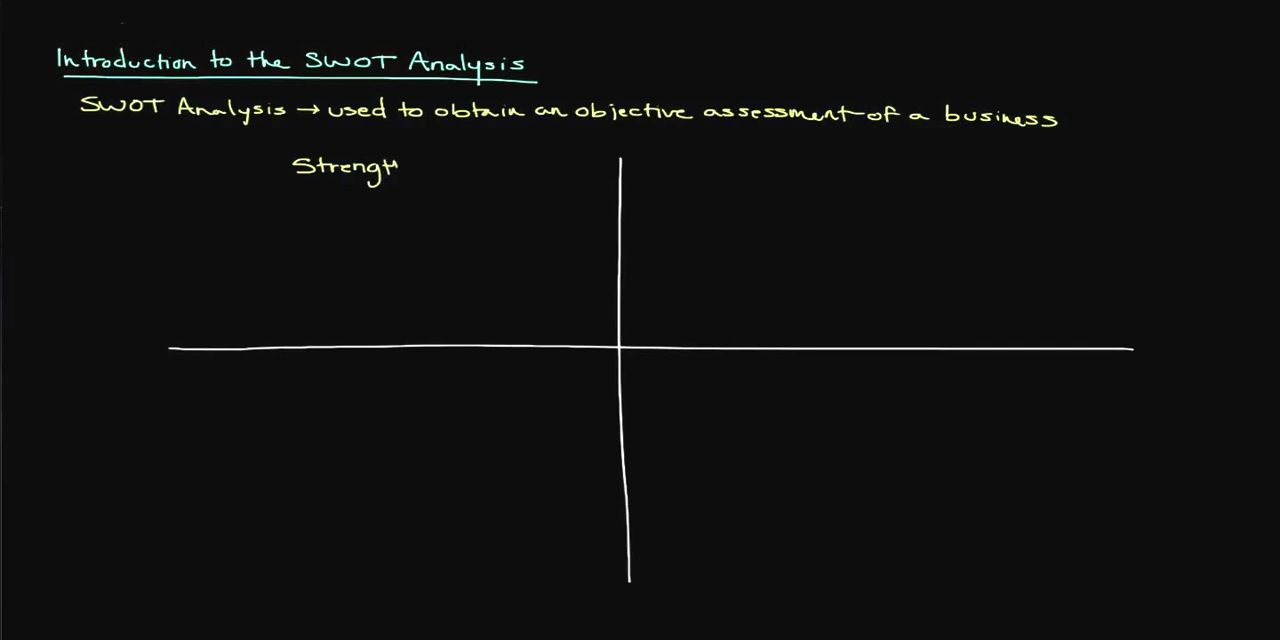 Introduction to the SWOT Analysis
SWOT Analysis → used to obtain an objective assessment of a business
Strengt